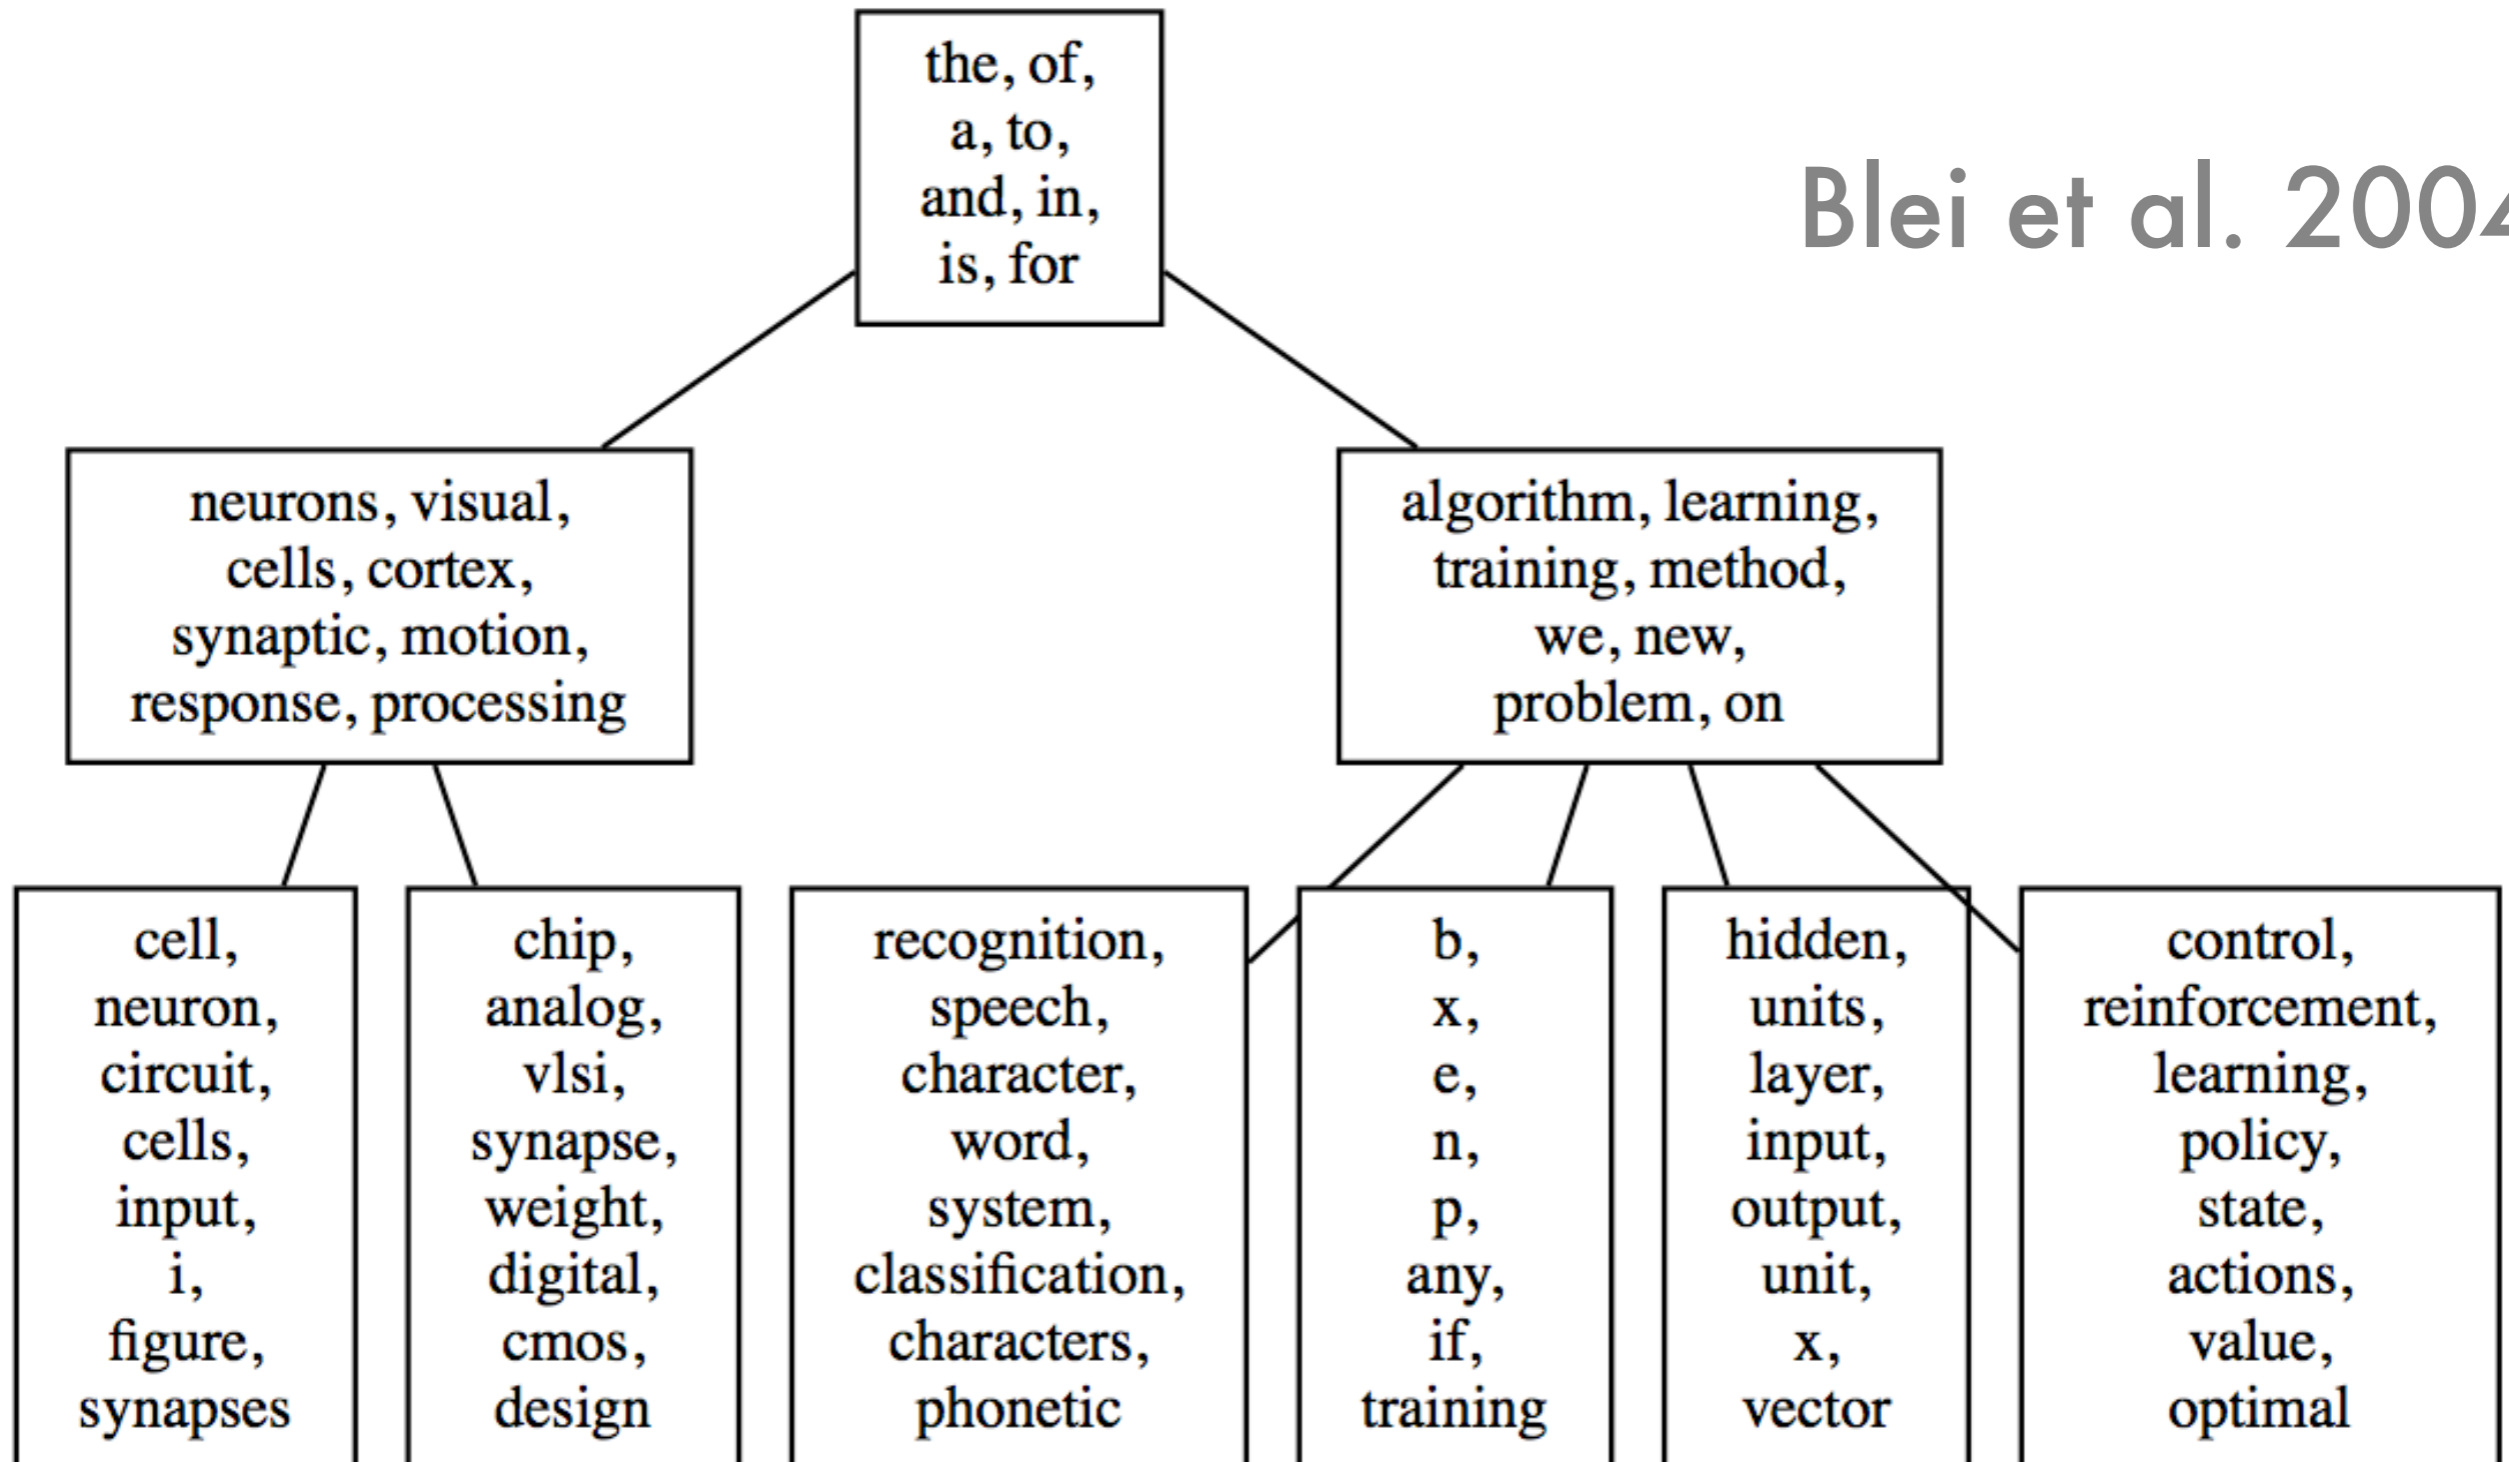 the, of,
a, to,
and, in,
is, for
Blei et al. 2004
neurons, visual,
cells, cortex,
synaptic, motion,
response, processing
algorithm, learning,
training, method,
we, new,
problem, on
cell,
neuron,
circuit,
cells,
input,
i,
figure,
synapses
chip,
analog,
vlsi,
synapse,
weight,
digital,
cmos,
design
recognition,
speech,
character,
word,
system,
classification,
characters,
phonetic
b,
x,
e,
n,
p,
any,
if,
training
hidden,
units,
layer,
input,
output,
unit,
x,
vector
control,
reinforcement,
learning,
policy,
state,
actions,
value,
optimal